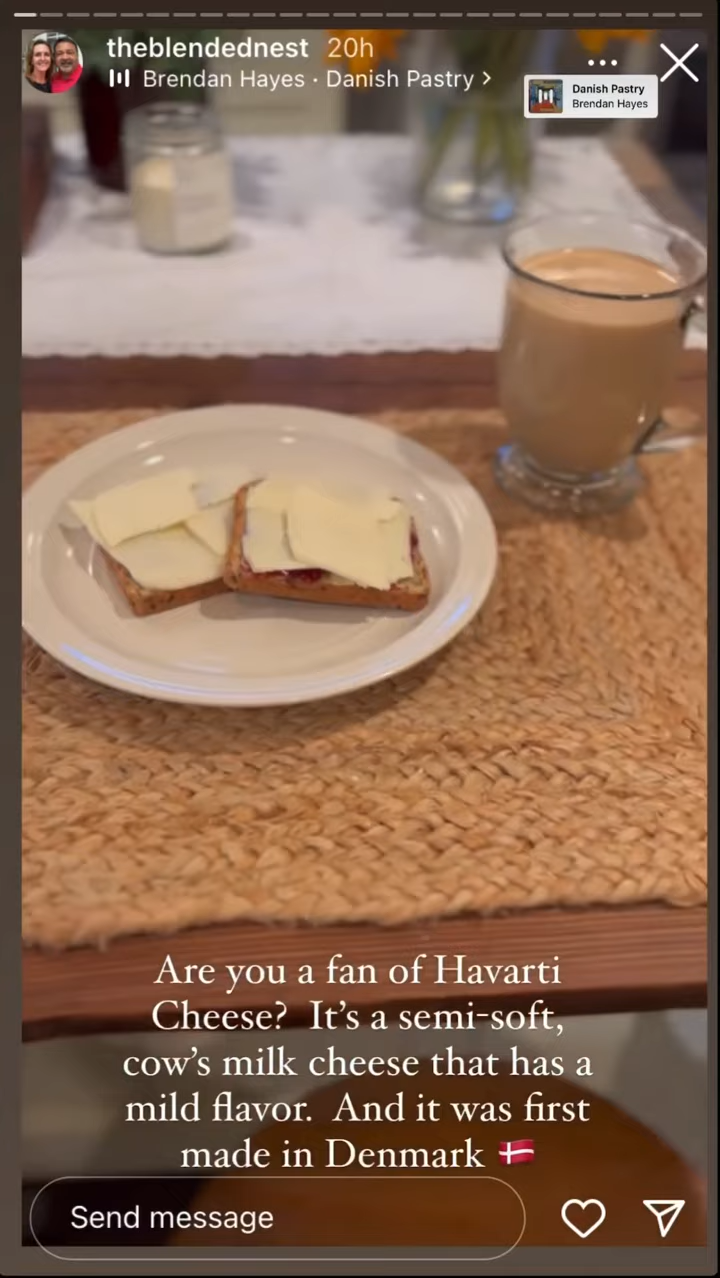 theblendednest 20h
Brendan Hayes · Danish Pastry >
Danish Pastry
Brendan Hayes
Are you a fan of Havarti
Cheese? It's a semi-soft,
cow's milk cheese that has a
mild flavor. And it was first
made in Denmark 🇩🇰
Send message